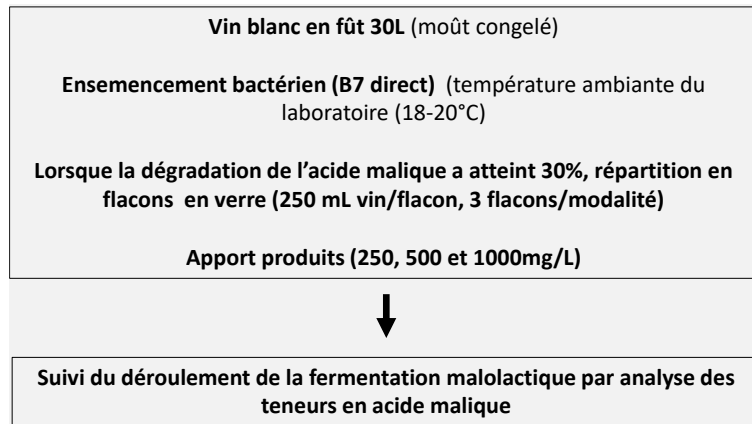 Vin blanc en fût 30L (moût congelé)
Ensemencement bactérien (B7 direct) (température ambiante du
laboratoire (18-20°C)
Lorsque la dégradation de l'acide malique a atteint 30%, répartition en
flacons en verre (250 mL vin/flacon, 3 flacons/modalité)
Apport produits (250, 500 et 1000mg/L)
Suivi du déroulement de la fermentation malolactique par analyse des
teneurs en acide malique